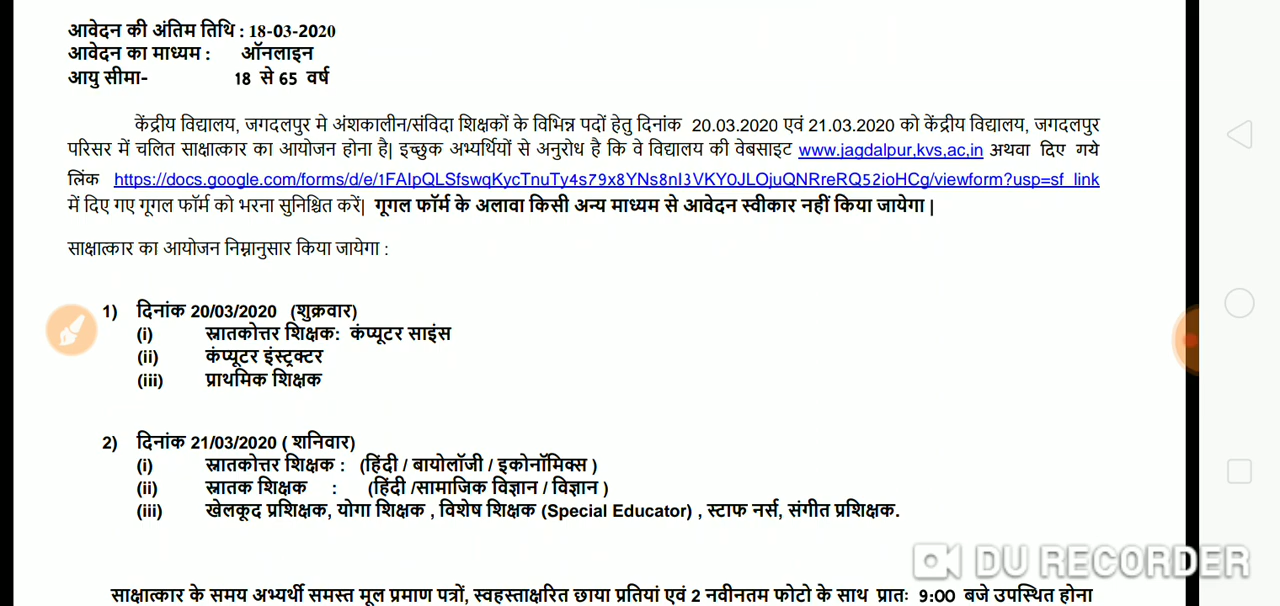 आवेदन की अंतिम तिथि : 18-03-2020
आवेदन का माध्यम : ऑनलाइन
आयु सीमा- 18 से 65 वर्ष
केंद्रीय विद्यालय, जगदलपुर मे अंशकालीन/संविदा शिक्षकों के विभिन्न पदों हेतु दिनांक 20.03.2020 एवं 21.03.2020 को केंद्रीय विद्यालय, जगदलपुर
परिसर में चलित साक्षात्कार का आयोजन होना है| इच्छुक अभ्यर्थियों से अनुरोध है कि वे विद्यालय की वेबसाइट www.jagdalpur,kvs,ac,in अथवा दिए गये
लिंक https://docs.google.com/forms/d/e/1FAIpQLSfswqKycTnuTy4s79x8YNs8nI3VKY0JLOjuQNRreRQ52ioHCg/viewform?usp=sf_link
में दिए गए गूगल फॉर्म को भरना सुनिश्चित करें| गूगल फॉर्म के अलावा किसी अन्य माध्यम से आवेदन स्वीकार नहीं किया जायेगा |
साक्षात्कार का आयोजन निम्नानुसार किया जायेगा :
1) दिनांक 20/03/2020 (शुक्रवार)
(i) स्नातकोत्तर शिक्षक: कंप्यूटर साइंस
(ii) कंप्यूटर इंस्ट्रक्टर
(iii) प्राथमिक शिक्षक
2) दिनांक 21/03/2020 ( शनिवार)
(i) स्नातकोत्तर शिक्षक : (हिंदी / बायोलॉजी / इकोनॉमिक्स )
(ii) स्नातक शिक्षक : (हिंदी /सामाजिक विज्ञान / विज्ञान )
(iii) खेलकूद प्रशिक्षक, योगा शिक्षक , विशेष शिक्षक (Special Educator) , स्टाफ नर्स, संगीत प्रशिक्षक.
DU RECORDER
साक्षात्कार के समय अभ्यर्थी समस्त मूल प्रमाण पत्रों, स्वहस्ताक्षरित छाया प्रतियां एवं 2 नवीनतम फोटो के साथ प्रातः 9:00 बजे उपस्थित होना